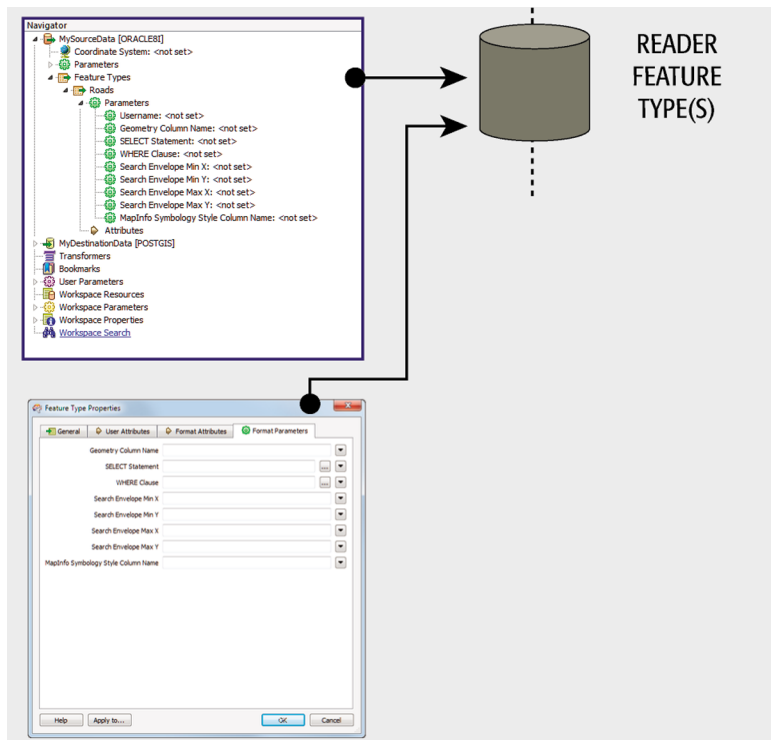 Navigator
MySourceData [ORACLE8I]
Coordinate System: <not set>
Parameters
Feature Types
Roads
Parameters
Username: <not set>
Geometry Column Name: <not set>
SELECT Statement: <not set>
WHERE Clause: <not set>
Search Envelope Min X: <not set>
Search Envelope Min Y: <not set>
Search Envelope Max X: <not set>
Search Envelope Max Y: <not set>
MapInfo Symbology Style Column Name: <not set>
Attributes
MyDestinationData [POSTGIS]
Transformers
Bookmarks
User Parameters
Workspace Resources
Workspace Parameters
Workspace Properties
Workspace Search
READER
FEATURE
TYPE(S)
Feature Type Properties
General User Attributes Format Attributes Format Parameters
Geometry Column Name
SELECT Statement ...
WHERE Clause ...
Search Envelope Min X
Search Envelope Min Y
Search Envelope Max X
Search Envelope Max Y
MapInfo Symbology Style Column Name
Help Apply to... OK Cancel